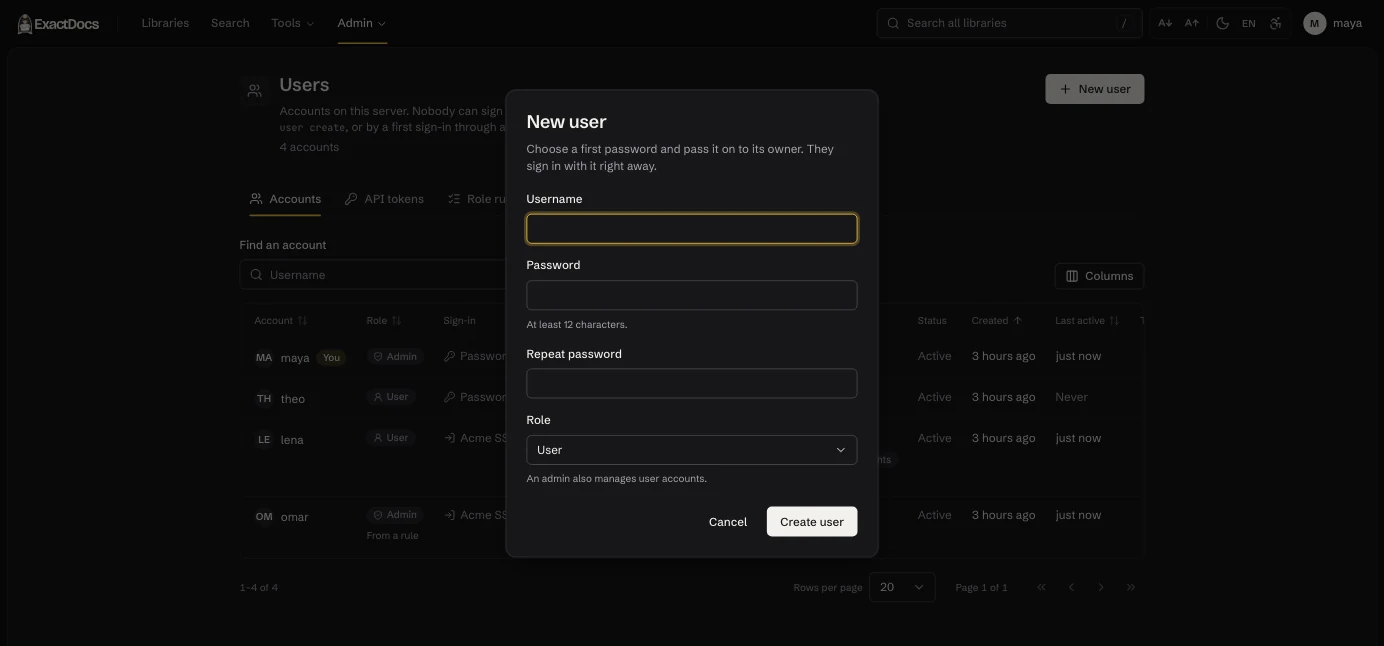 ExactDocs
Libraries
Search
Tools
Admin
Search all libraries
/
A↓
A↑
EN
M
maya
Users
Accounts on this server. Nobody can sign
user create, or by a first sign-in through a
4 accounts
New user
Accounts
API tokens
Role ru
Find an account
Username
Columns
Account Role Sign-in Status Created Last active T
MA maya You Admin Passwor Active 3 hours ago just now
TH theo User Passwor Active 3 hours ago Never
LE lena User Acme SS Active 3 hours ago just now
nts
OM omar Admin Acme SS Active 3 hours ago just now
From a rule
1–4 of 4
Rows per page
20
Page 1 of 1
New user
Choose a first password and pass it on to its owner. They
sign in with it right away.
Username
Password
At least 12 characters.
Repeat password
Role
User
An admin also manages user accounts.
Cancel
Create user